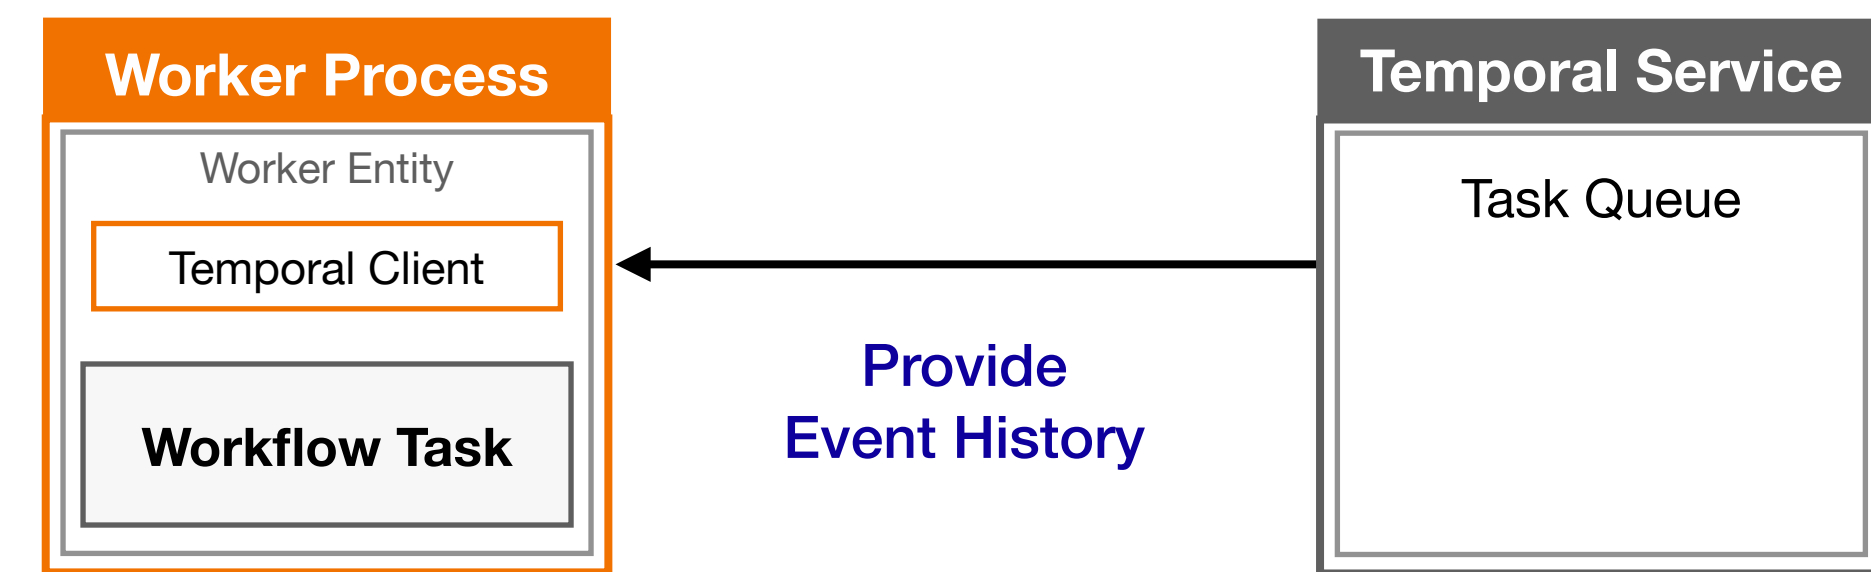 Worker Process
Worker Entity
Temporal Client
Workflow Task
Provide
Event History
Temporal Service
Task Queue